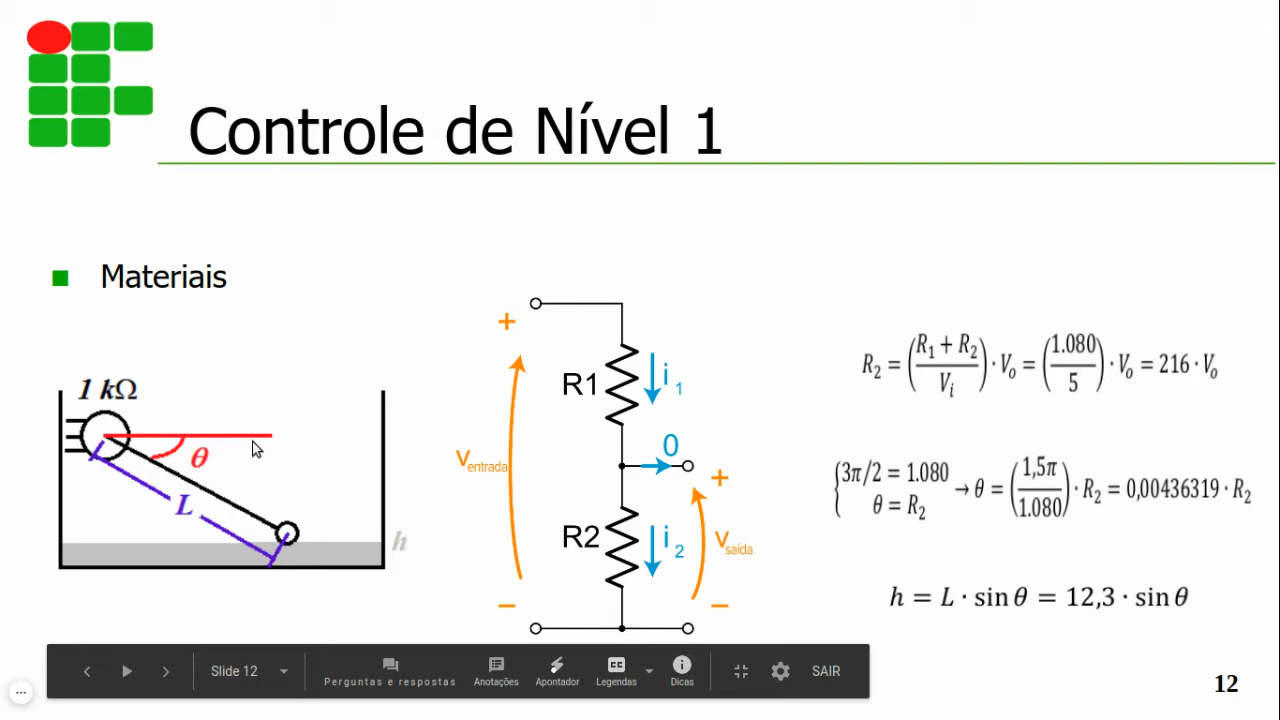 Controle de Nível 1
Materiais
1 kΩ
θ
L
h
+
R1
i1
0
ventrada
+
R2
i2
vsaída
−
−
R₂ = ((R₁ + R₂)/Vᵢ) · Vₒ = (1.080/5) · Vₒ = 216 · Vₒ
{3π/2 = 1.080
θ = R₂ → θ = (1,5π/1.080) · R₂ = 0,00436319 · R₂
h = L · sin θ = 12,3 · sin θ
Slide 12
Perguntas e respostas
Anotações
Apontador
CC
Legendas
Dicas
SAIR
12